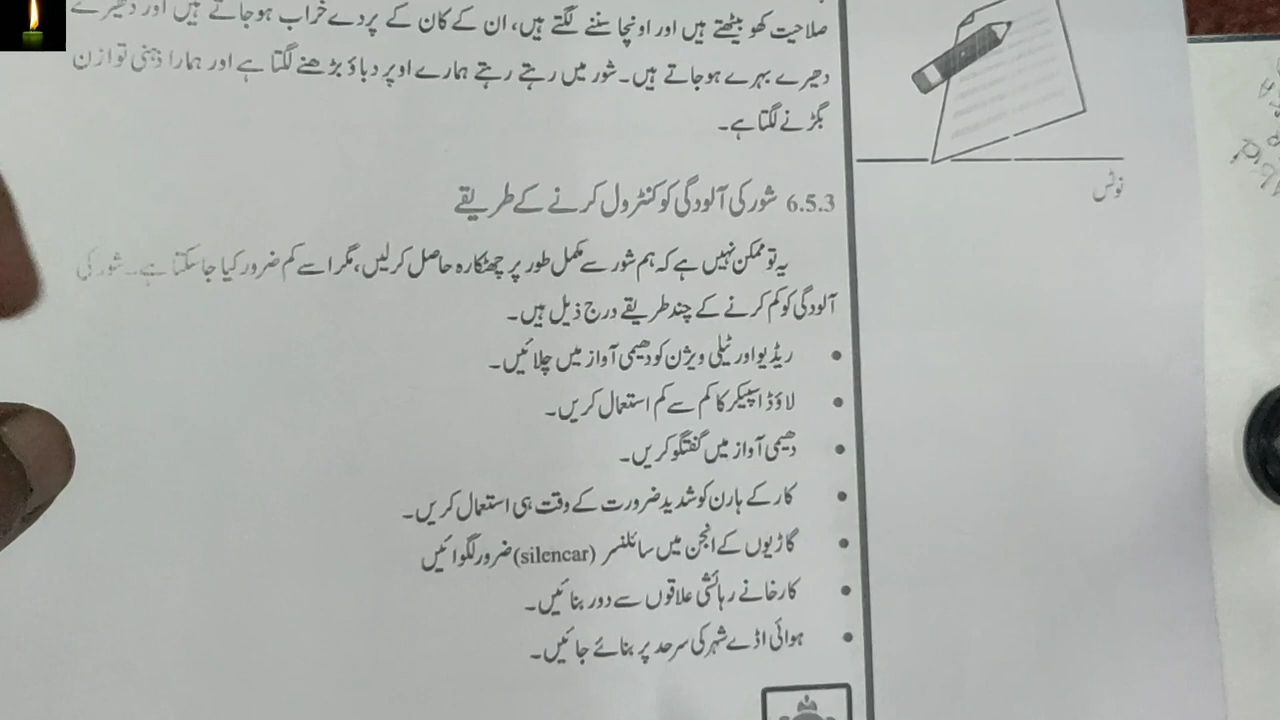 صلاحیت کھو بیٹھتے ہیں اور اونچا سننے لگتے ہیں، ان کے کان کے پردے خراب ہوجاتے ہیں اور دھیرے
دھیرے بہرے ہوجاتے ہیں۔ شور میں رہتے رہتے ہمارے اوپر دباؤ بڑھنے لگتا ہے اور ہمارا ذہنی توازن
بگڑنے لگتا ہے۔
نوٹس
6.5.3 شور کی آلودگی کو کنٹرول کرنے کے طریقے
یہ تو ممکن نہیں ہے کہ ہم شور سے مکمل طور پر چھٹکارہ حاصل کرلیں، مگر اسے کم ضرور کیا جاسکتا ہے۔ شور کی
آلودگی کو کم کرنے کے چند طریقے درج ذیل ہیں۔
• ریڈیو اور ٹیلی ویژن کو دھیمی آواز میں چلائیں۔
• لاؤڈ اسپیکر کا کم سے کم استعمال کریں۔
• دھیمی آواز میں گفتگو کریں۔
• کار کے ہارن کو شدید ضرورت کے وقت ہی استعمال کریں۔
• گاڑیوں کے انجن میں سائلنسر (silencar) ضرور لگوائیں
• کارخانے رہائشی علاقوں سے دور بنائیں۔
• ہوائی اڈے شہر کی سرحد پر بنائے جائیں۔